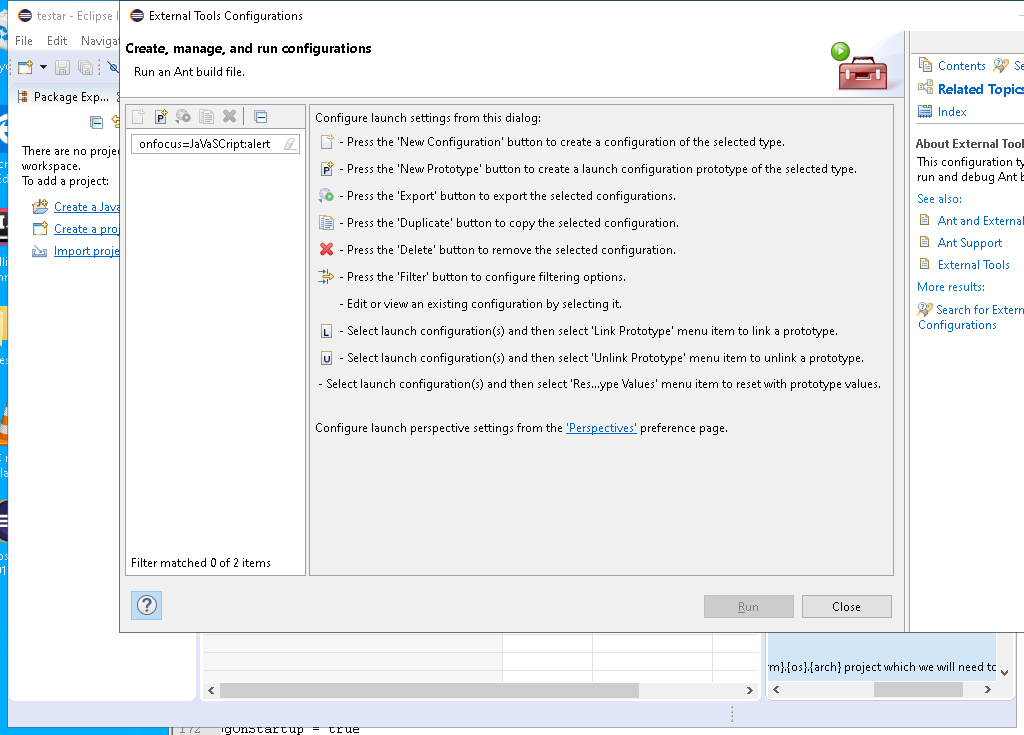 testar - Eclipse I
External Tools Configurations
File Edit Navigat
Create, manage, and run configurations
Run an Ant build file.
Package Exp...
There are no proje
workspace.
To add a project:
Create a Java
Create a proj
Import proje
onfocus=JaVaSCript:alert
Filter matched 0 of 2 items
Configure launch settings from this dialog:
- Press the 'New Configuration' button to create a configuration of the selected type.
- Press the 'New Prototype' button to create a launch configuration prototype of the selected type.
- Press the 'Export' button to export the selected configurations.
- Press the 'Duplicate' button to copy the selected configuration.
- Press the 'Delete' button to remove the selected configuration.
- Press the 'Filter' button to configure filtering options.
- Edit or view an existing configuration by selecting it.
L - Select launch configuration(s) and then select 'Link Prototype' menu item to link a prototype.
U - Select launch configuration(s) and then select 'Unlink Prototype' menu item to unlink a prototype.
- Select launch configuration(s) and then select 'Res...ype Values' menu item to reset with prototype values.
Configure launch perspective settings from the 'Perspectives' preference page.
Run Close
Contents Se
Related Topics
Index
About External Tool
This configuration ty
run and debug Ant b
See also:
Ant and External
Ant Support
External Tools
More results:
Search for Extern
Configurations
rm}.{os}.{arch} project which we will need to
172 gOnStartup = true